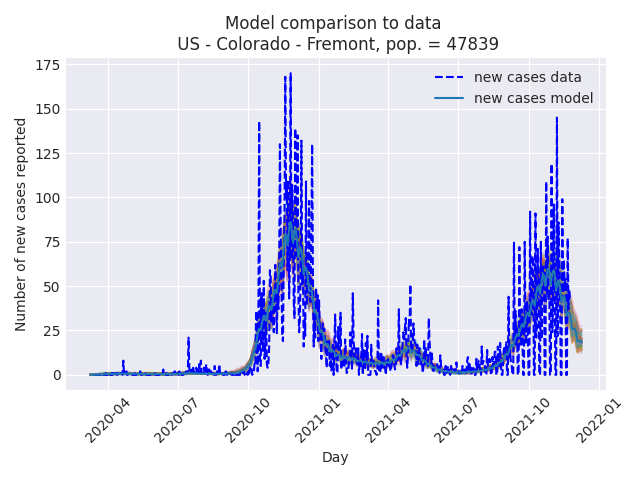 Model comparison to data
US - Colorado - Fremont, pop. = 47839
new cases data
new cases model
Number of new cases reported
175
150
125
100
75
50
25
0
2020-04
2020-07
2020-10
2021-01
2021-04
2021-07
2021-10
2022-01
Day